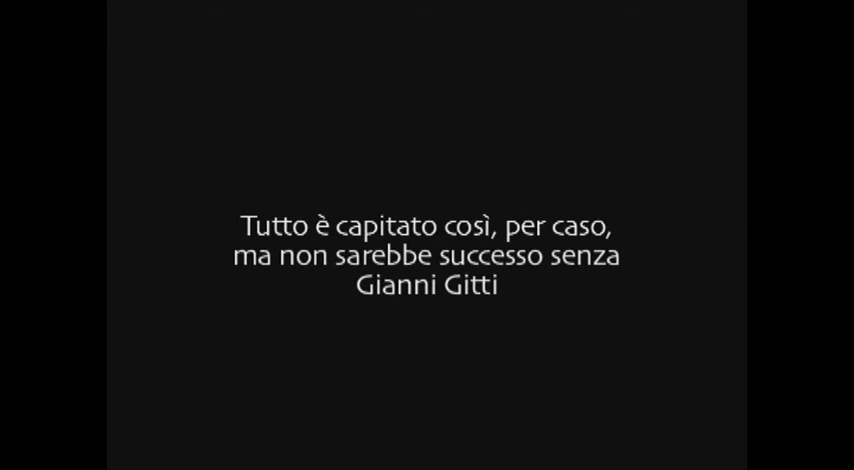 Tutto è capitato così, per caso,
ma non sarebbe successo senza
Gianni Gitti